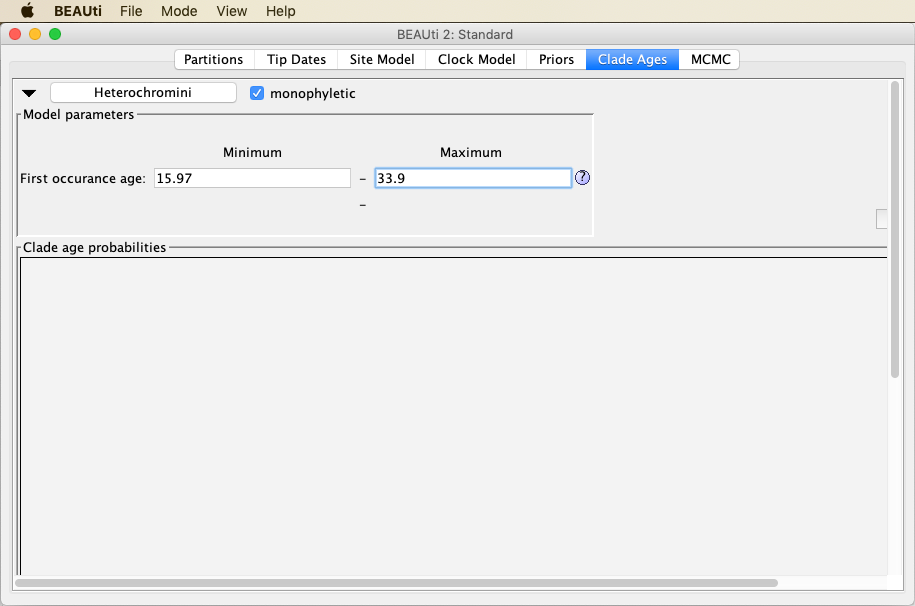 BEAUti File Mode View Help
BEAUti 2: Standard
Partitions Tip Dates Site Model Clock Model Priors Clade Ages MCMC
Heterochromini monophyletic
Model parameters
Minimum Maximum
First occurance age: 15.97 – 33.9 ?
–
Clade age probabilities